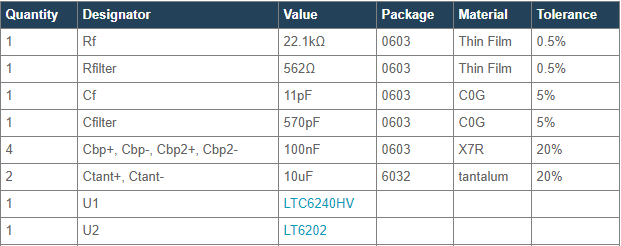 Quantity Designator Value Package Material Tolerance
1 Rf 22.1kΩ 0603 Thin Film 0.5%
1 Rfilter 562Ω 0603 Thin Film 0.5%
1 Cf 11pF 0603 C0G 5%
1 Cfilter 570pF 0603 C0G 5%
4 Cbp+, Cbp-, Cbp2+, Cbp2- 100nF 0603 X7R 20%
2 Ctant+, Ctant- 10uF 6032 tantalum 20%
1 U1 LTC6240HV
1 U2 LT6202